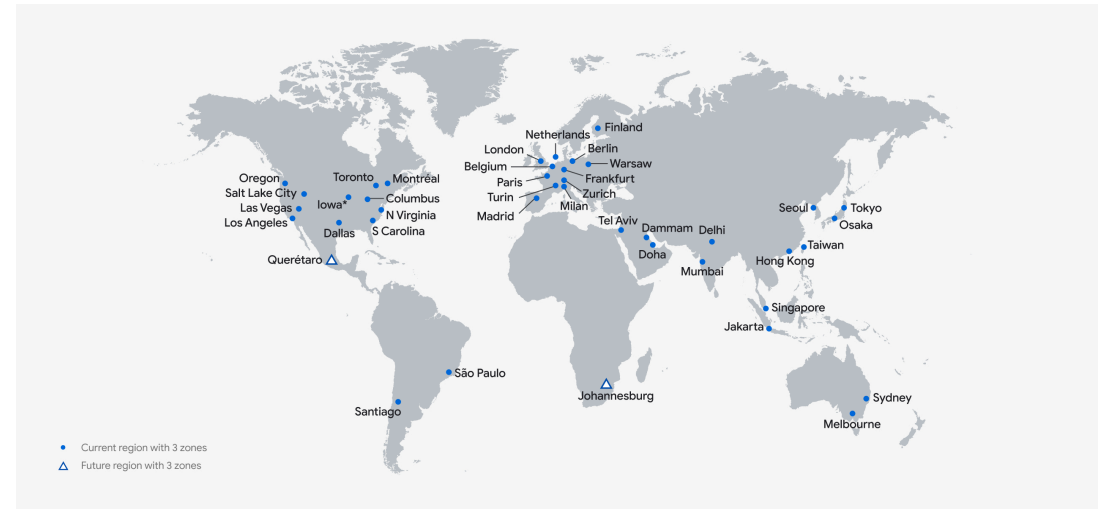 Finland
Netherlands
London
Berlin
Belgium
Warsaw
Frankfurt
Paris
Zurich
Turin
Milan
Madrid
Oregon
Toronto
Montréal
Salt Lake City
Iowa*
Columbus
Las Vegas
N Virginia
Los Angeles
Dallas
S Carolina
Querétaro
Tel Aviv
Dammam
Delhi
Doha
Mumbai
Seoul
Tokyo
Osaka
Taiwan
Hong Kong
Singapore
Jakarta
São Paulo
Santiago
Johannesburg
Sydney
Melbourne
Current region with 3 zones
Future region with 3 zones